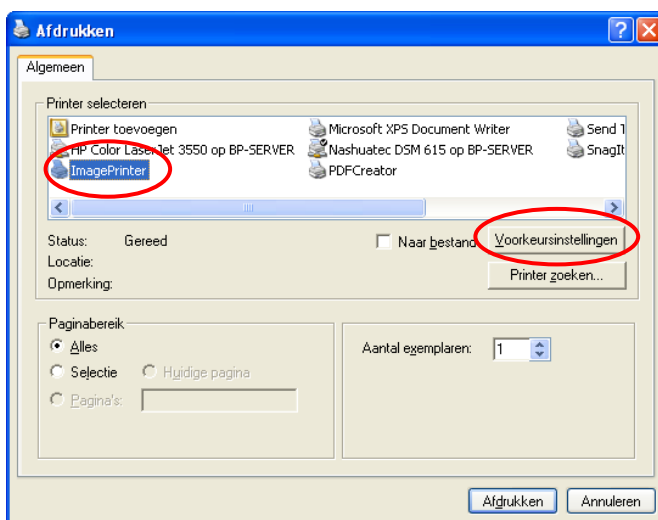 Afdrukken
Algemeen
Printer selecteren
Printer toevoegen
HP Color LaserJet 3550 op BP-SERVER
ImagePrinter
Microsoft XPS Document Writer
Nashuatec DSM 615 op BP-SERVER
PDFCreator
Send T
SnagIt
Status: Gereed
Locatie:
Opmerking:
Naar bestand
Voorkeursinstellingen
Printer zoeken...
Paginabereik
Alles
Selectie Huidige pagina
Pagina's:
Aantal exemplaren: 1
Afdrukken Annuleren